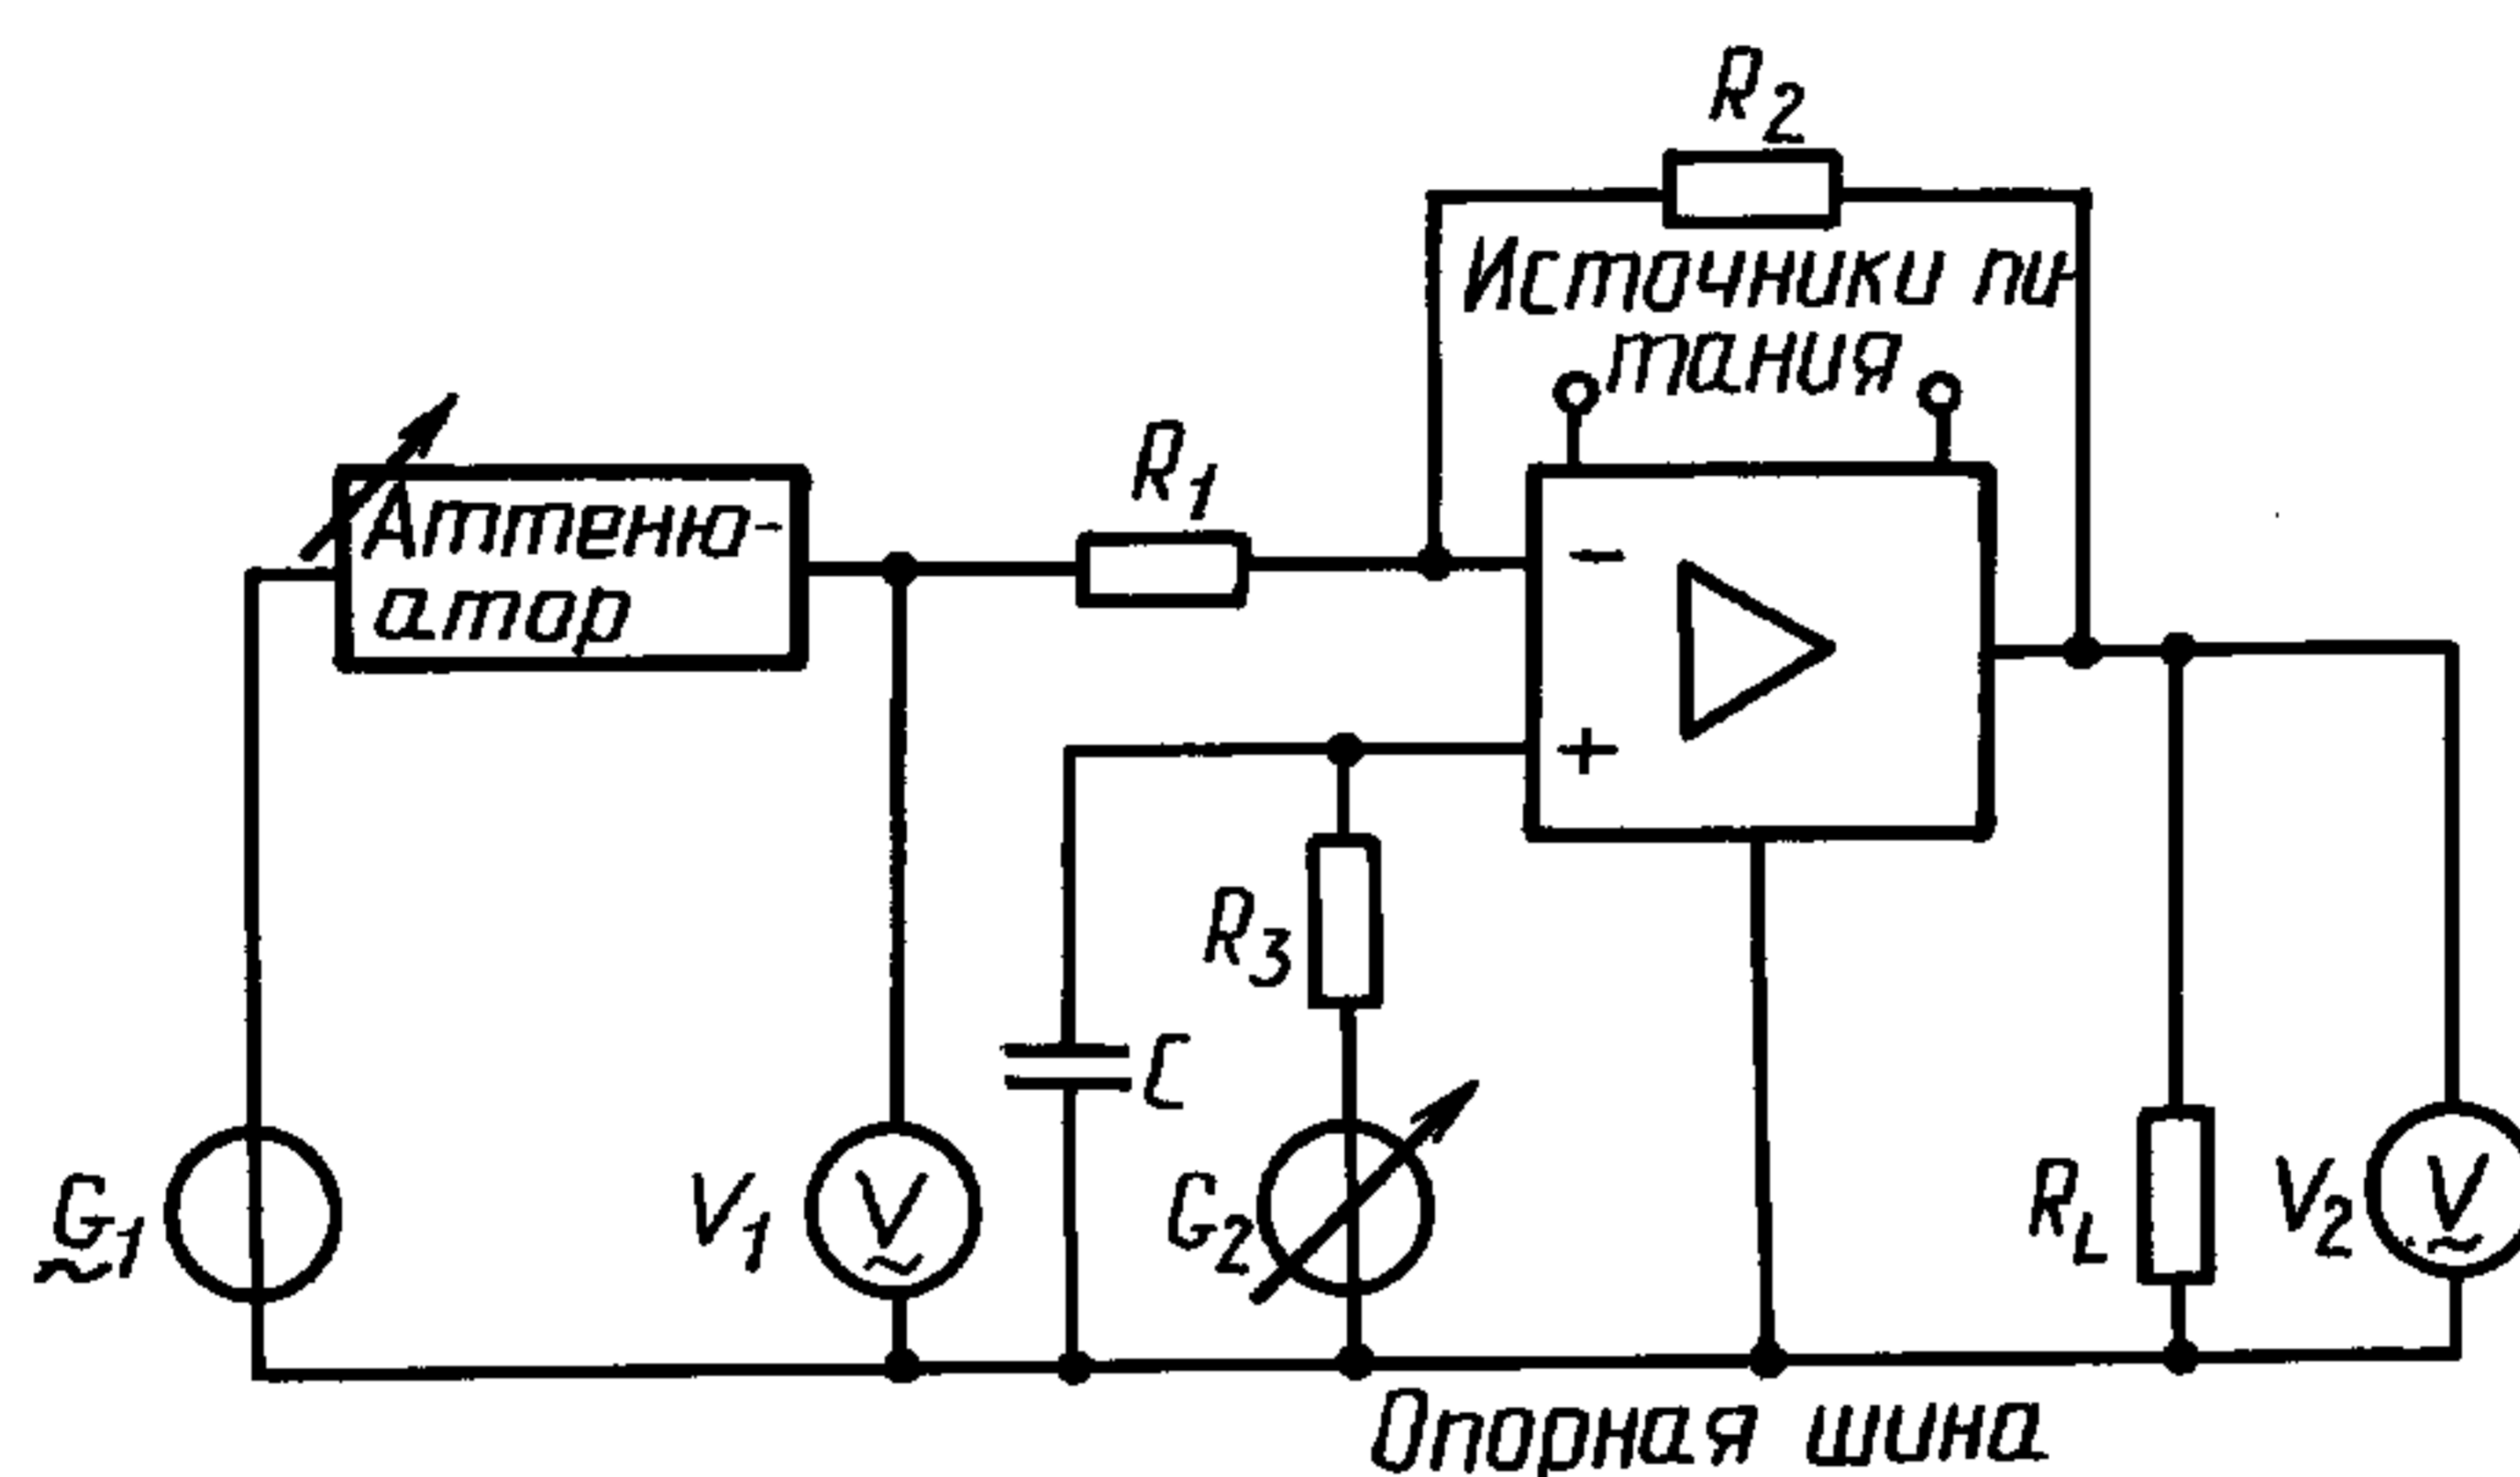 R2
Источники пи-
тания
R1
Аттеню-
атор
-
+
R3
C
G1
~
V1
V
~
G2
RL
V2
V
~
Опорная шина